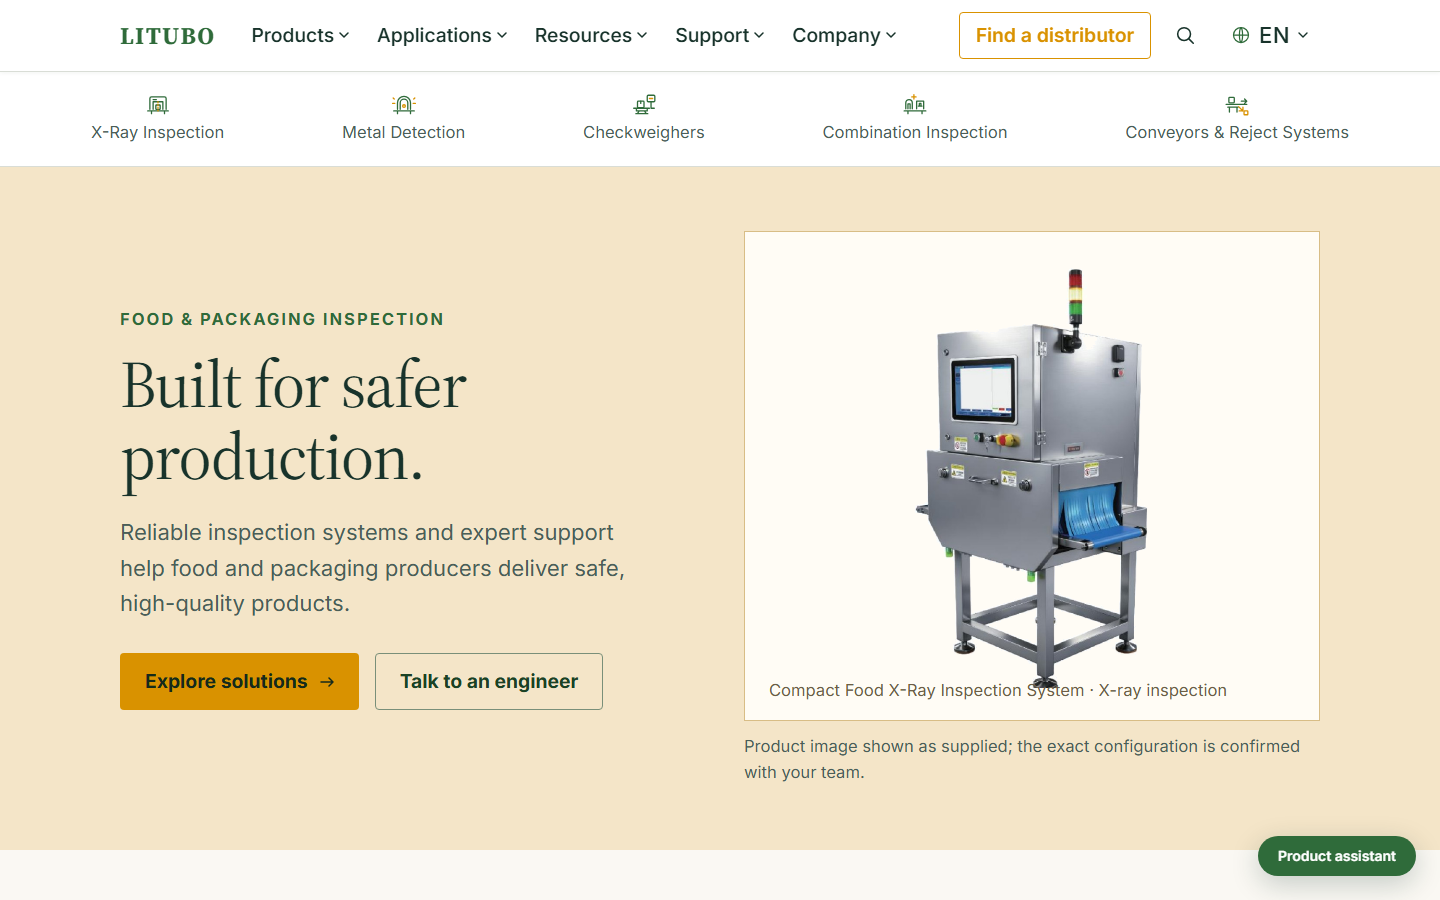 LITUBO
Products
Applications
Resources
Support
Company
Find a distributor
EN
X-Ray Inspection
Metal Detection
Checkweighers
Combination Inspection
Conveyors & Reject Systems
FOOD & PACKAGING INSPECTION
Built for safer
production.
Reliable inspection systems and expert support
help food and packaging producers deliver safe,
high-quality products.
Explore solutions →
Talk to an engineer
Compact Food X-Ray Inspection System · X-ray inspection
Product image shown as supplied; the exact configuration is confirmed
with your team.
Product assistant